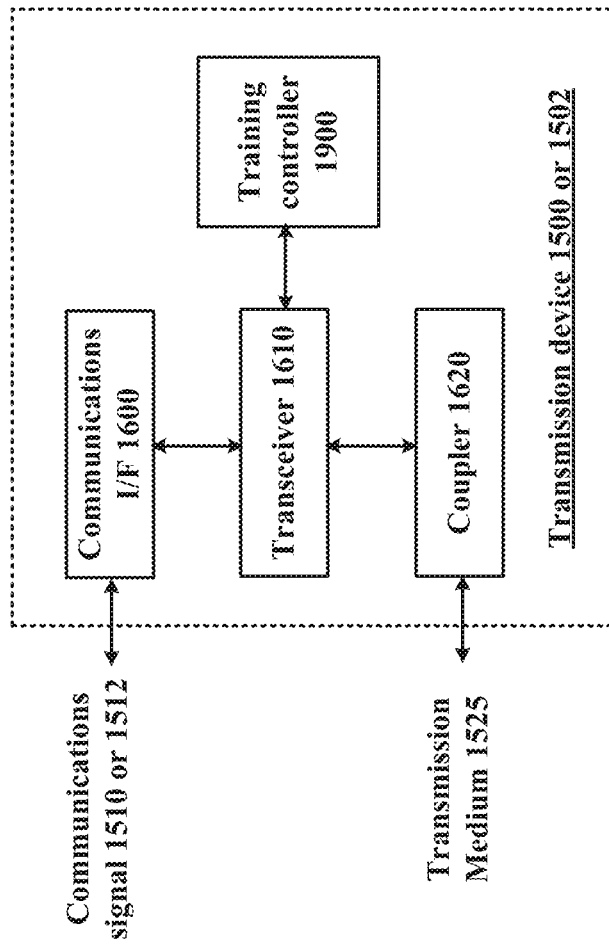 Communications
signal 1510 or 1512
Transmission
Medium 1525
Communications
I/F 1600
Transceiver 1610
Coupler 1620
Training
controller
1900
Transmission device 1500 or 1502